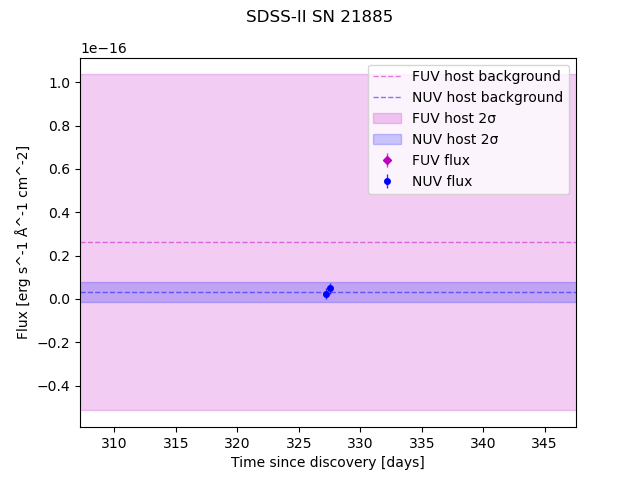 SDSS-II SN 21885
1e−16
FUV host background
NUV host background
FUV host 2σ
NUV host 2σ
FUV flux
NUV flux
1.0
0.8
0.6
0.4
0.2
0.0
−0.2
−0.4
Flux [erg s^-1 Å^-1 cm^-2]
310 315 320 325 330 335 340 345
Time since discovery [days]